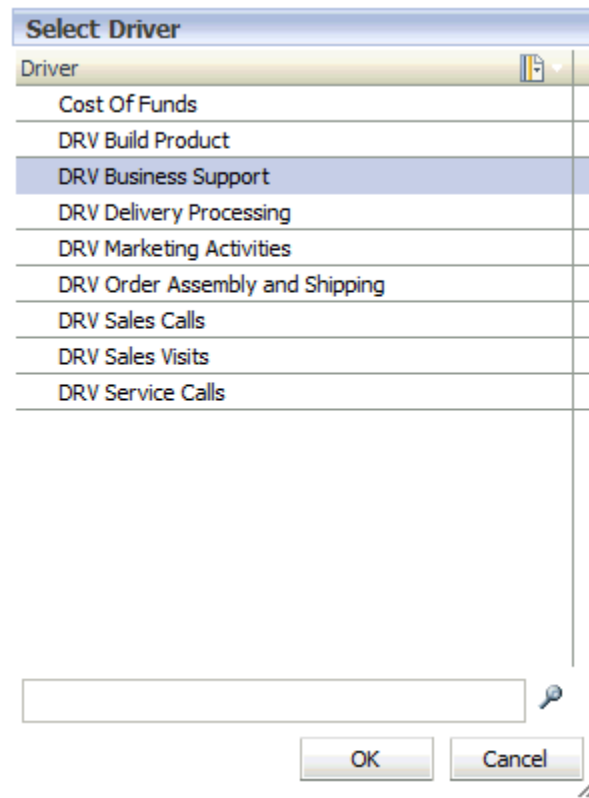 Select Driver
Driver
Cost Of Funds
DRV Build Product
DRV Business Support
DRV Delivery Processing
DRV Marketing Activities
DRV Order Assembly and Shipping
DRV Sales Calls
DRV Sales Visits
DRV Service Calls
OK Cancel